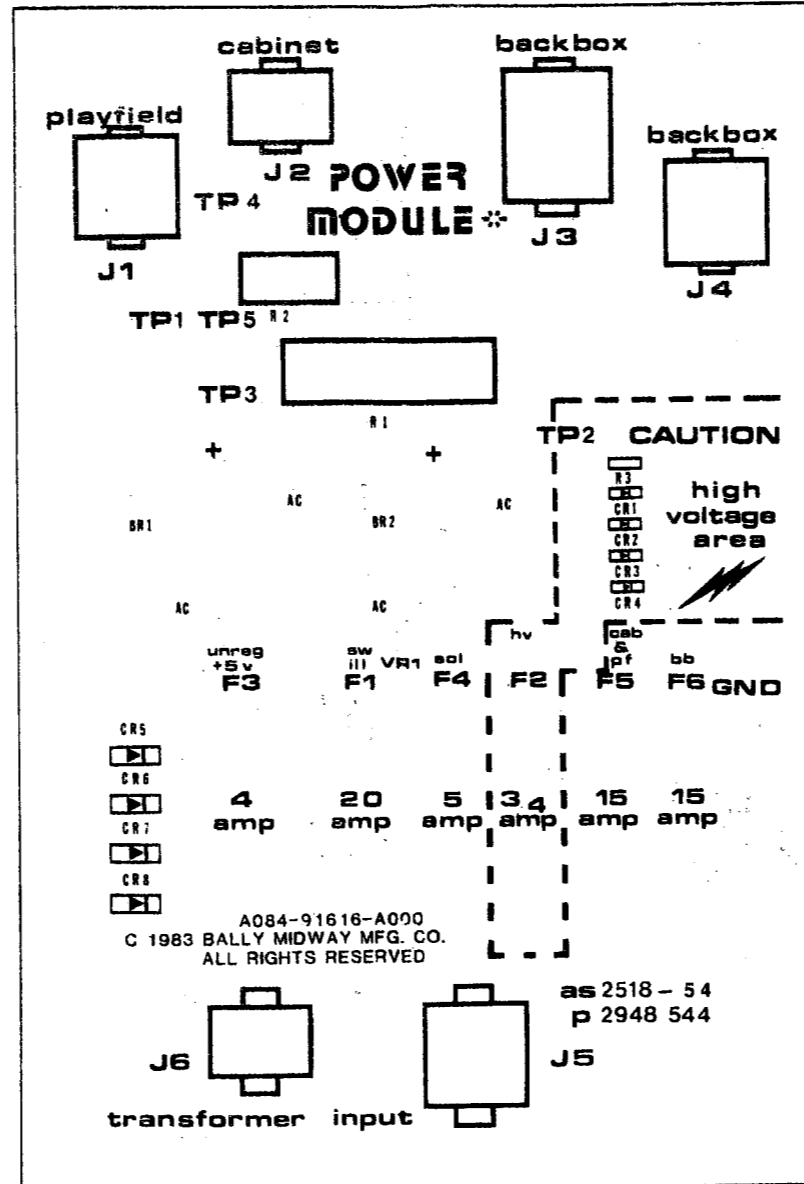 cabinet
backbox
playfield
backbox
J2
POWER
MODULE
TP4
J3
J1
J4
TP1 TP5 R2
TP3
R1
TP2 CAUTION
+ +
R3
high
voltage
area
CR1
CR2
CR3
CR4
AC
AC
BR1
BR2
AC
AC
unreg
+5v
F3
sw
ill
F1
VR1
sol
F4
hv
F2
cab
&
pf
F5
bb
F6
GND
CR5
CR6
CR7
CR8
4
amp
20
amp
5
amp
3/4
amp
15
amp
15
amp
A084-91616-A000
C 1983 BALLY MIDWAY MFG. CO.
ALL RIGHTS RESERVED
as 2518 - 54
p 2948 544
J6
J5
transformer input